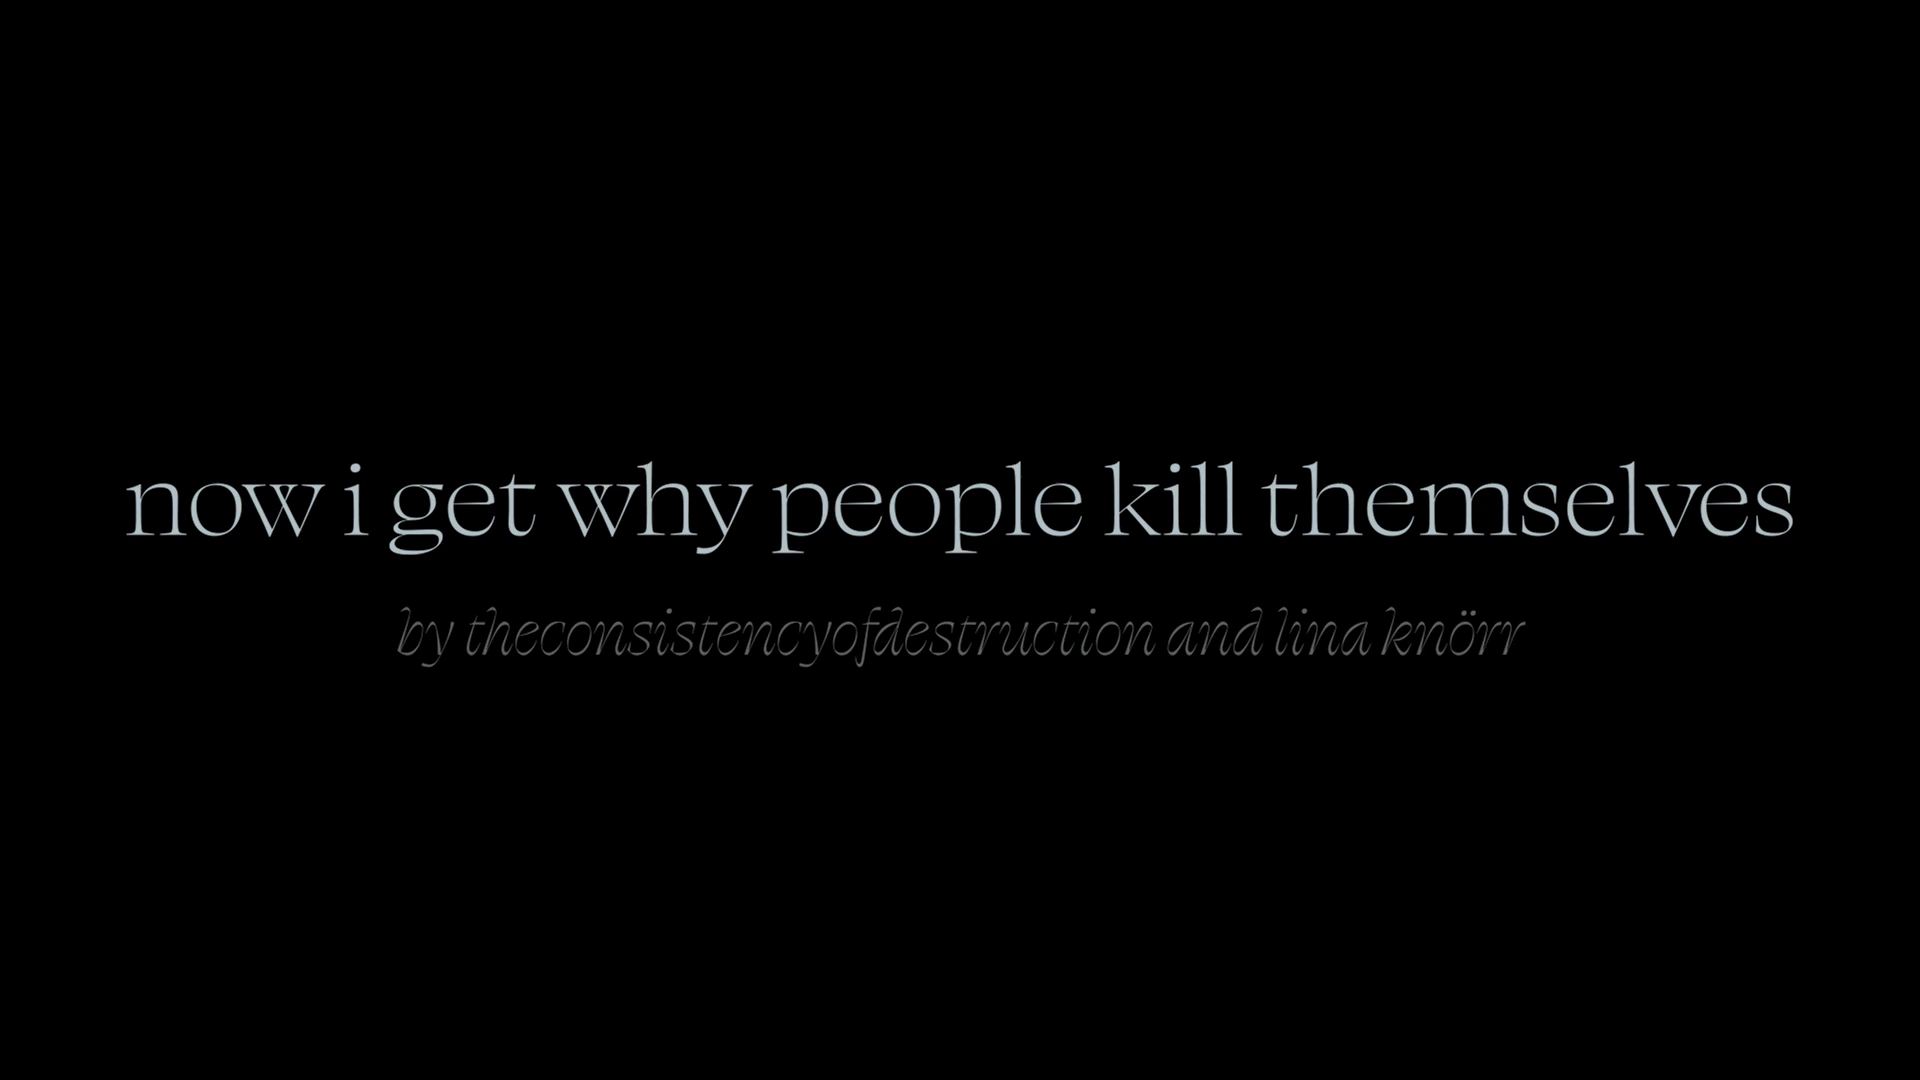 now i get why people kill themselves
by theconsistencyofdestruction and lina knörr